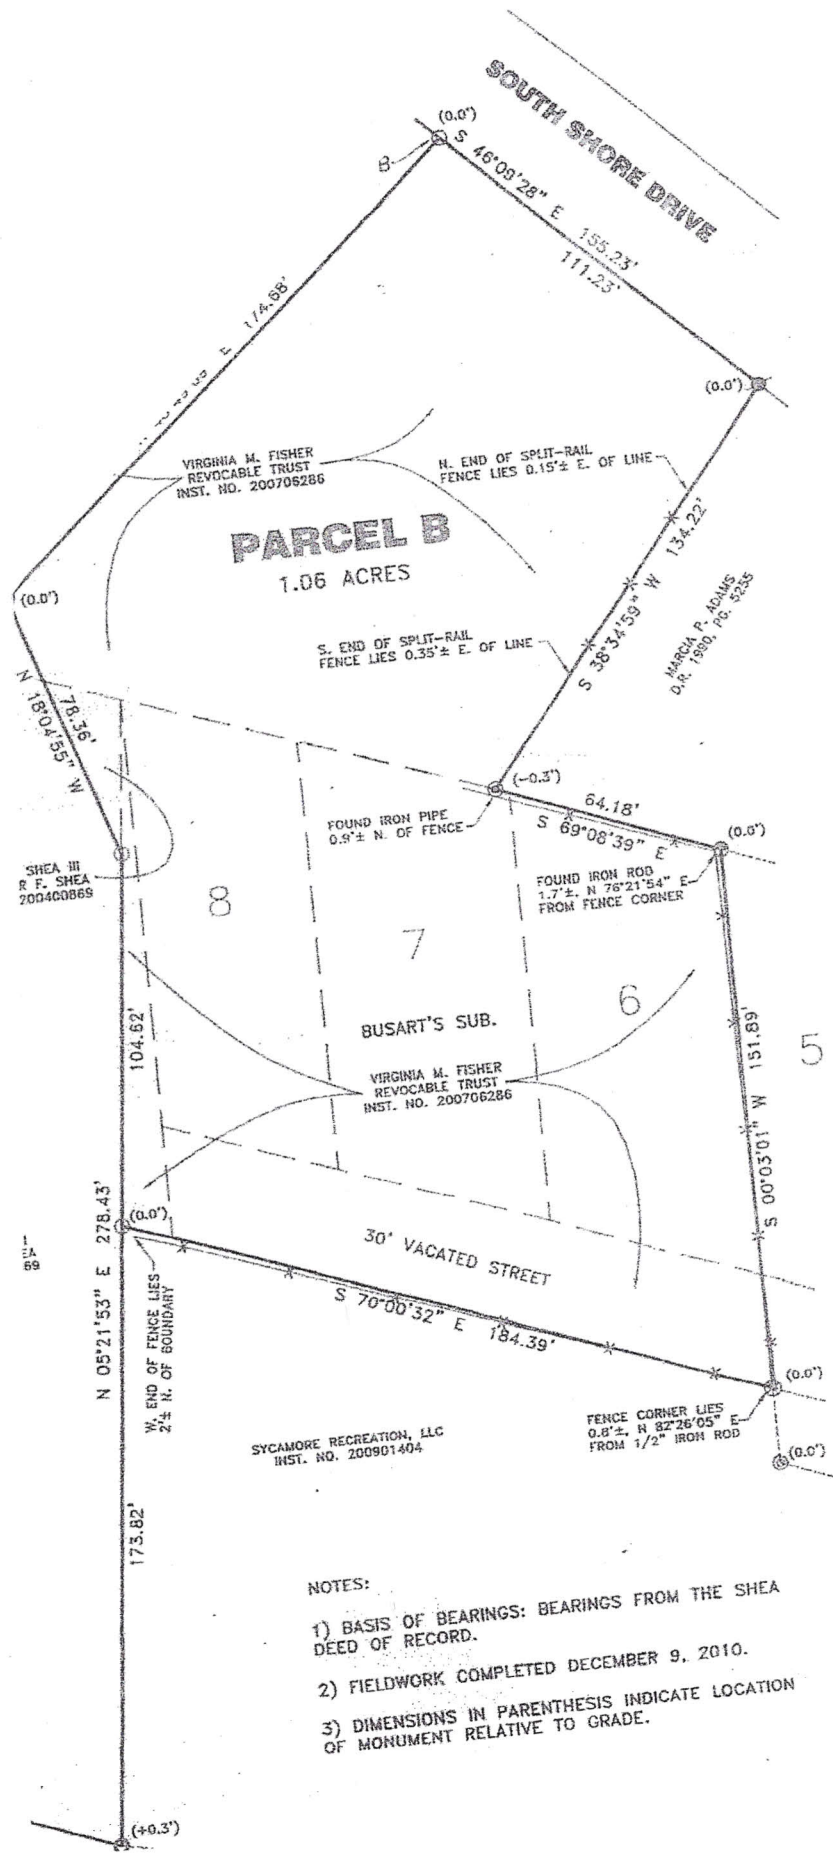 SOUTH SHORE DRIVE
(0.0')
B
S 46°09'28" E 155.23'
111.23'
174.68'
(0.0')
VIRGINIA M. FISHER
REVOCABLE TRUST
INST. NO. 200706286
N. END OF SPLIT-RAIL
FENCE LIES 0.15'± E. OF LINE
PARCEL B
1.06 ACRES
(0.0')
S 38°34'59" W 134.22'
MARCIA P. ADAMS
D.R. 1990, PG. 5255
S. END OF SPLIT-RAIL
FENCE LIES 0.35'± E. OF LINE
N 18°04'55" W
78.36'
(-0.3')
64.18'
S 69°08'39" E
(0.0')
FOUND IRON PIPE
0.9'± N. OF FENCE
FOUND IRON ROD
1.7'±, N 76°21'54" E
FROM FENCE CORNER
SHEA III
R F. SHEA
200400869
8
7
6
5
BUSART'S SUB.
104.62'
VIRGINIA M. FISHER
REVOCABLE TRUST
INST. NO. 200706286
S 00°03'01" W 151.89'
N 05°21'53" E 278.43'
(0.0')
EA
69
30' VACATED STREET
S 70°00'32" E 184.39'
W. END OF FENCE LIES
2'± N. OF BOUNDARY
(0.0')
FENCE CORNER LIES
0.8'±, N 82°26'05" E
FROM 1/2" IRON ROD
(0.0')
SYCAMORE RECREATION, LLC
INST. NO. 200901404
173.82'
NOTES:
1) BASIS OF BEARINGS: BEARINGS FROM THE SHEA
DEED OF RECORD.
2) FIELDWORK COMPLETED DECEMBER 9, 2010.
3) DIMENSIONS IN PARENTHESIS INDICATE LOCATION
OF MONUMENT RELATIVE TO GRADE.
(+0.3')